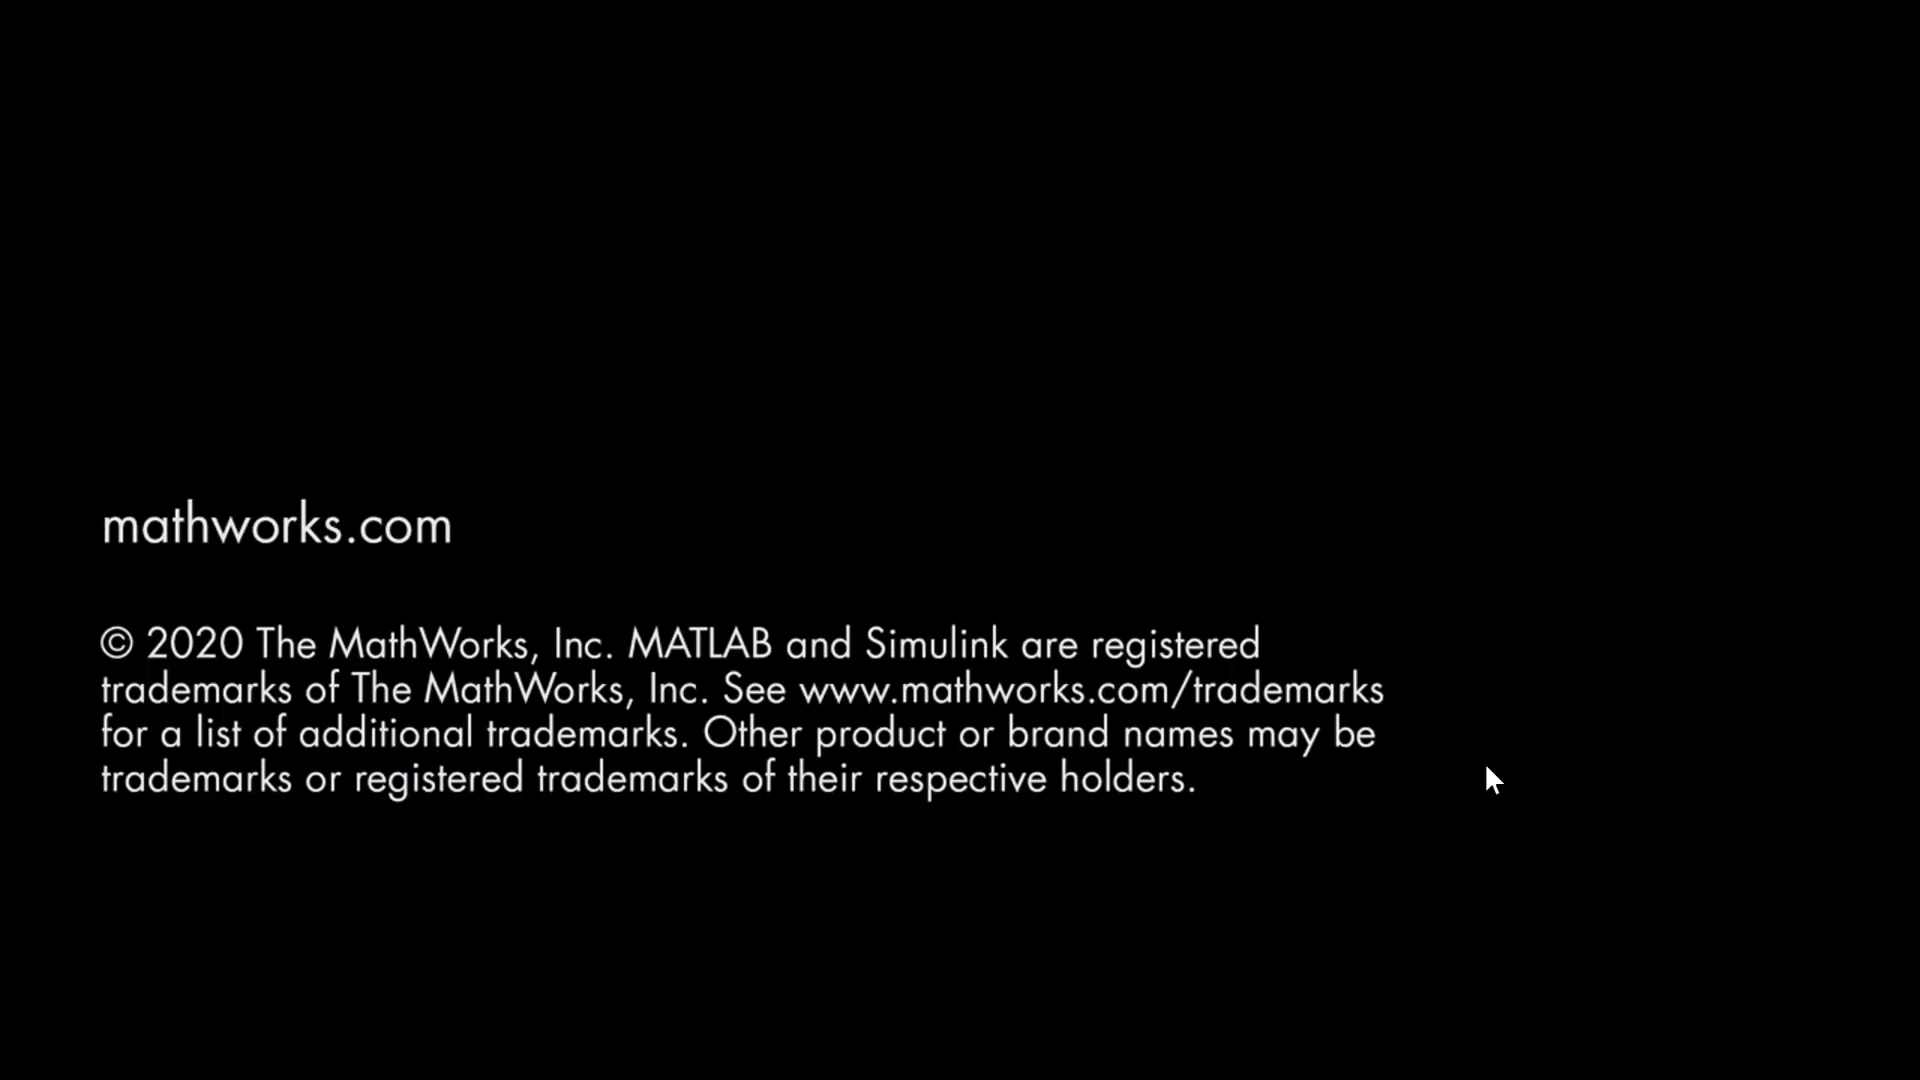 mathworks.com
© 2020 The MathWorks, Inc. MATLAB and Simulink are registered
trademarks of The MathWorks, Inc. See www.mathworks.com/trademarks
for a list of additional trademarks. Other product or brand names may be
trademarks or registered trademarks of their respective holders.